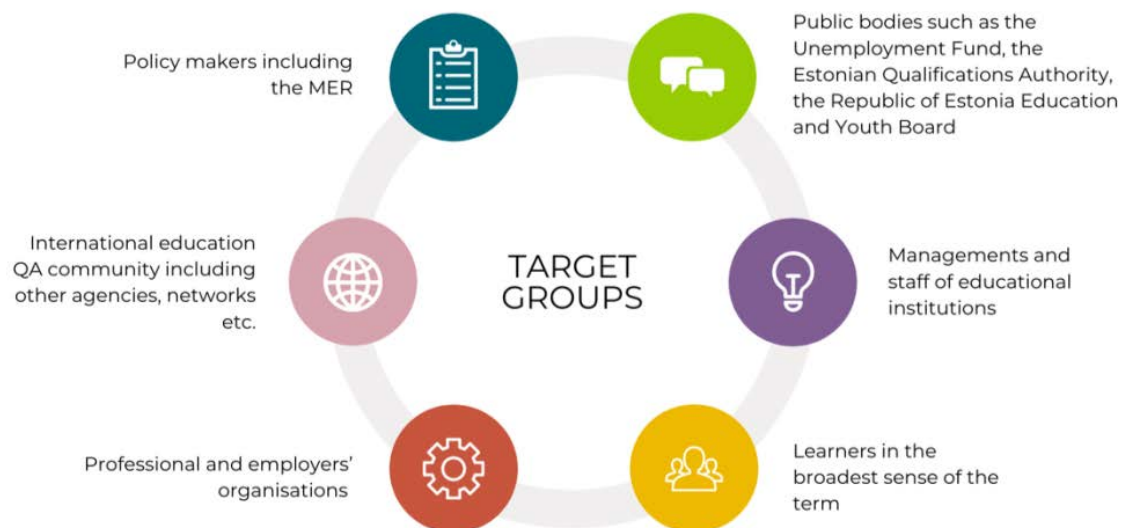 Policy makers including
the MER
Public bodies such as the
Unemployment Fund, the
Estonian Qualifications Authority,
the Republic of Estonia Education
and Youth Board
International education
QA community including
other agencies, networks
etc.
TARGET
GROUPS
Managements and
staff of educational
institutions
Professional and employers’
organisations
Learners in the
broadest sense of the
term